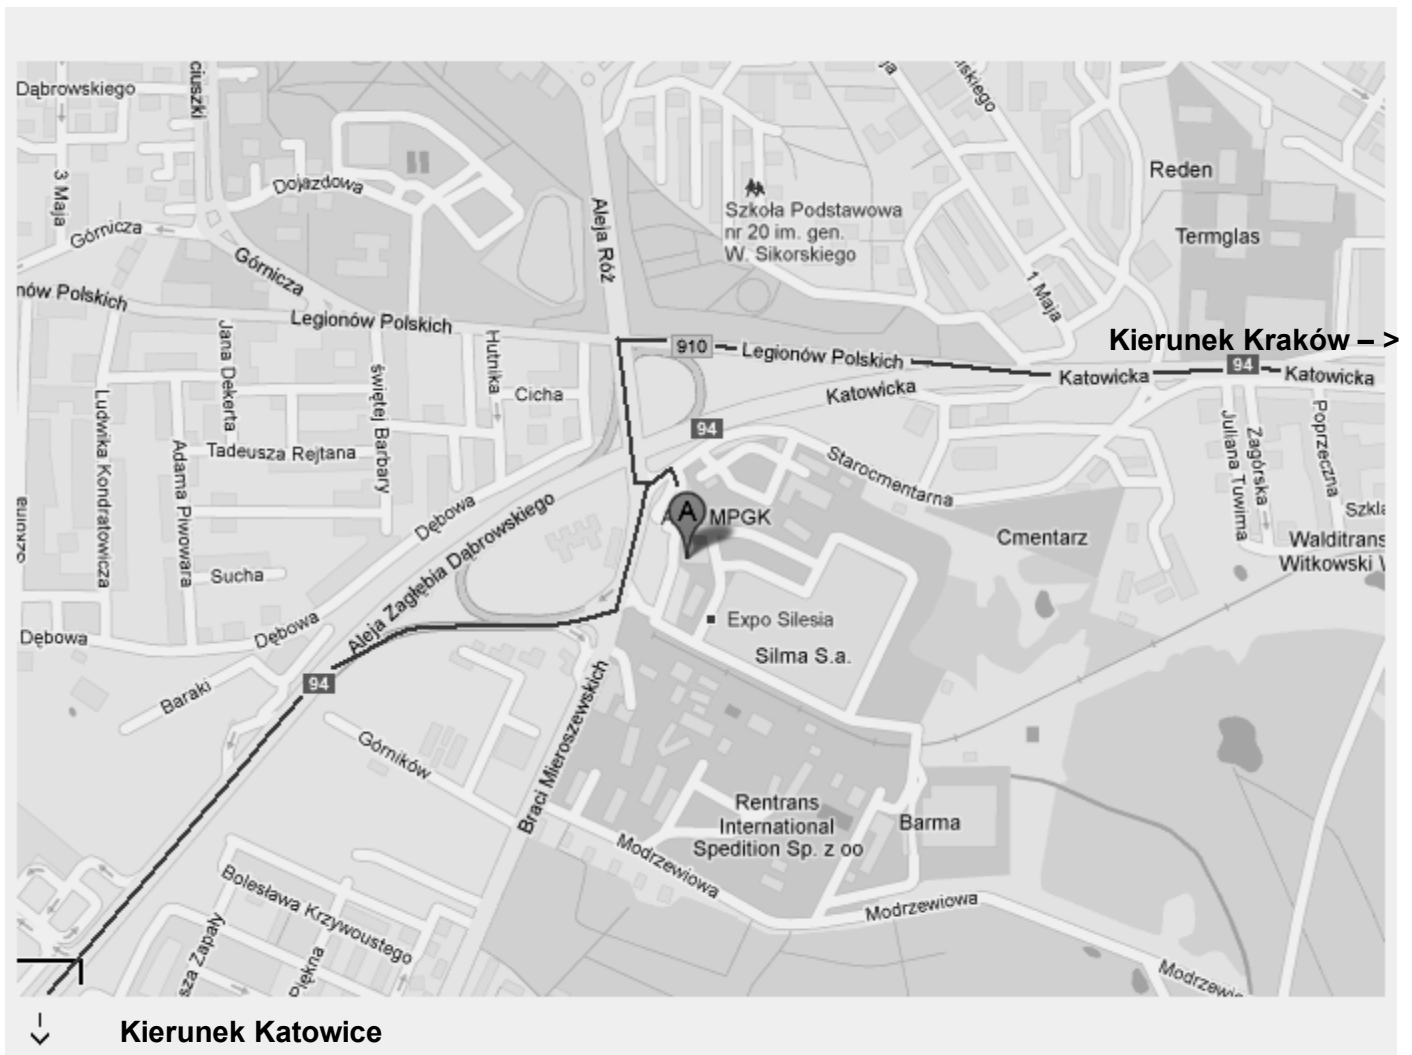 ciuszki
Dąbrowskiego
3 Maja
Górnicza
Dojazdowa
Górnicza
nów Polskich
Legionów Polskich
Aleja Róż
Szkoła Podstawowa
nr 20 im. gen.
W. Sikorskiego
Reden
Termglas
1 Maja
Kierunek Kraków – >
910
Legionów Polskich
Katowicka
94
Katowicka
Katowicka
94
Hutnika
Cicha
Jana Dekerta
świętej Barbary
Ludwika Kondratowicza
Adama Piwowara
Tadeusza Rejtana
Starocmentarna
Juliana Tuwima
Zagórska
Poprzeczna
Szkla
Walditrans
Witkowski
Dębowa
Aleja Zagłębia Dąbrowskiego
A
MPGK
Cmentarz
Sucha
Dębowa
Dębowa
Expo Silesia
Silma S.a.
Baraki
94
Górników
Braci Mieroszewskich
Rentrans
International
Spedition Sp. z oo
Barma
Modrzewiowa
Modrzewiowa
Modrzewio
Bolesława Krzywoustego
sza Zapały
Piękna
Kierunek Katowice